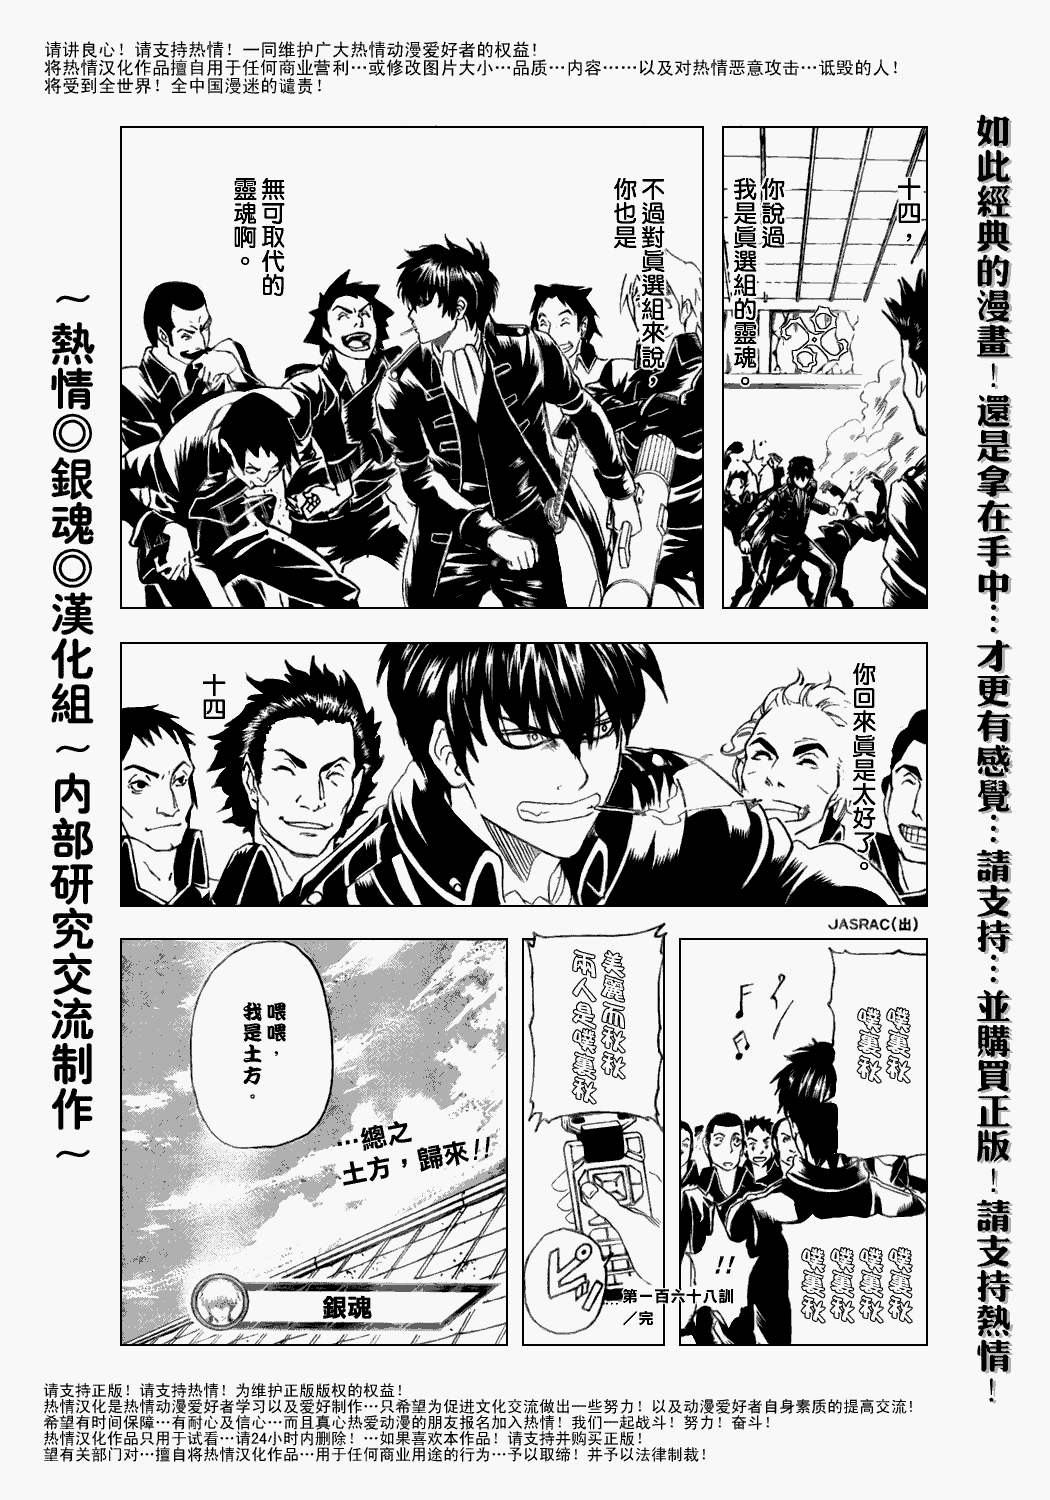 请讲良心！请支持热情！一同维护广大热情动漫爱好者的权益！
将热情汉化作品擅自用于任何商业营利…或修改图片大小…品质…内容……以及对热情恶意攻击…诋毁的人！
将受到全世界！全中国漫迷的谴责！
如此經典的漫畫！還是拿在手中…才更有感覺…請支持…並購買正版！請支持熱情！
十四，
你說過
我是眞選組的靈魂。
不過對眞選組來說，
你也是
無可取代的
靈魂啊。
～熱情◎銀魂◎漢化組～内部研究交流制作～
你回來眞是太好了。
十四
JASRAC(出)
噗噗秋
噗噗秋
噗噗秋
噗噗秋
噗噗秋
噗噗秋
!!
美麗而秋秋
兩人是噗噗秋
ピッ
…第一百六十八訓
／完
喂喂，
我是土方。
…總之
土方，歸來!!
銀魂
请支持正版！请支持热情！为维护正版版权的权益！
热情汉化是热情动漫爱好者学习以及爱好制作…只希望为促进文化交流做出一些努力！以及动漫爱好者自身素质的提高交流！
希望有时间保障…有耐心及信心…而且真心热爱动漫的朋友报名加入热情！我们一起战斗！努力！奋斗！
热情汉化作品只用于试看…请24小时内删除！…如果喜欢本作品！请支持并购买正版！
望有关部门对…擅自将热情汉化作品…用于任何商业用途的行为…予以取缔！并予以法律制裁！